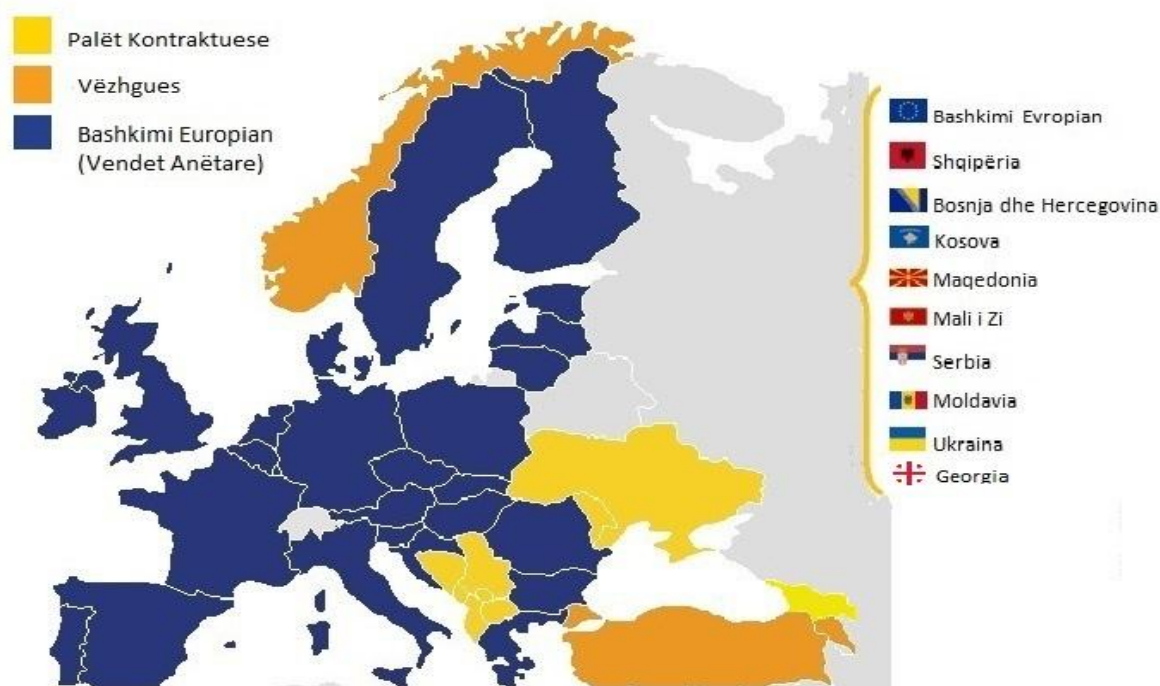 Palët Kontraktuese
Vëzhgues
Bashkimi Europian
(Vendet Anëtare)
Bashkimi Evropian
Shqipëria
Bosnja dhe Hercegovina
Kosova
Maqedonia
Mali i Zi
Serbia
Moldavia
Ukraina
Georgia